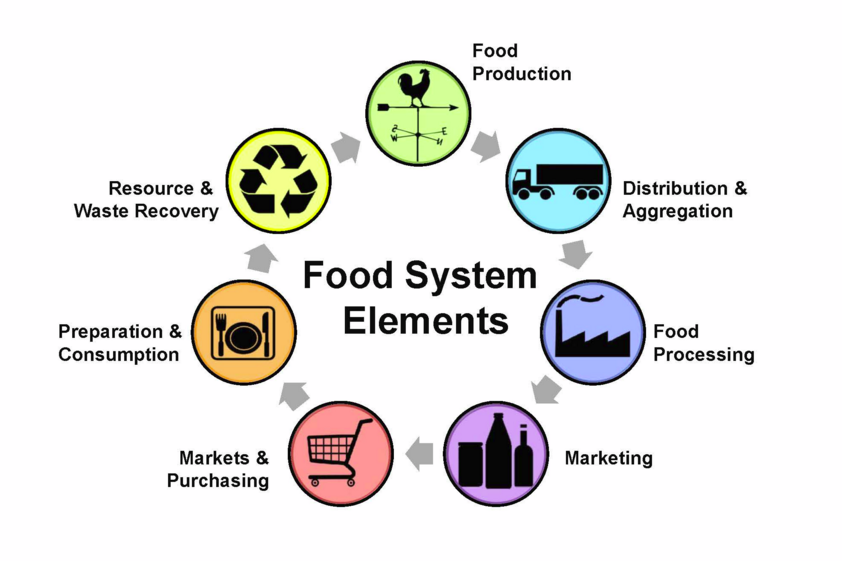 Food
Production
Distribution &
Aggregation
Food
Processing
Marketing
Markets &
Purchasing
Preparation &
Consumption
Resource &
Waste Recovery
Food System
Elements